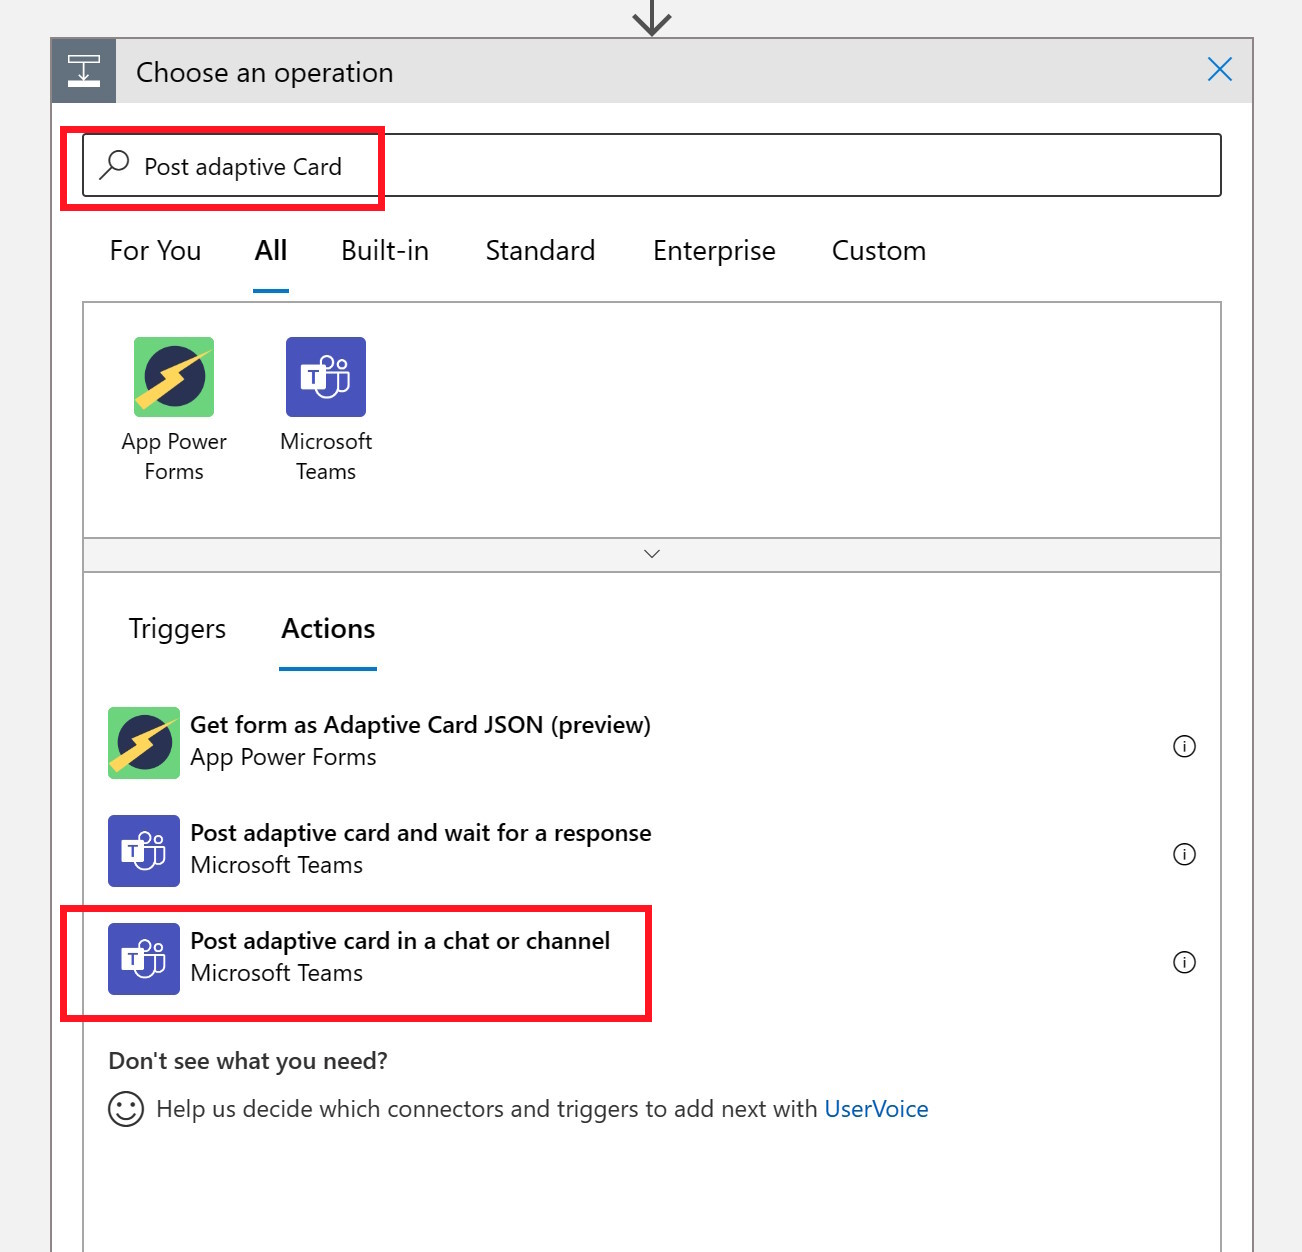 Choose an operation
Post adaptive Card
For You All Built-in Standard Enterprise Custom
App Power
Forms
Microsoft
Teams
Triggers Actions
Get form as Adaptive Card JSON (preview)
App Power Forms
Post adaptive card and wait for a response
Microsoft Teams
Post adaptive card in a chat or channel
Microsoft Teams
Don't see what you need?
Help us decide which connectors and triggers to add next with UserVoice